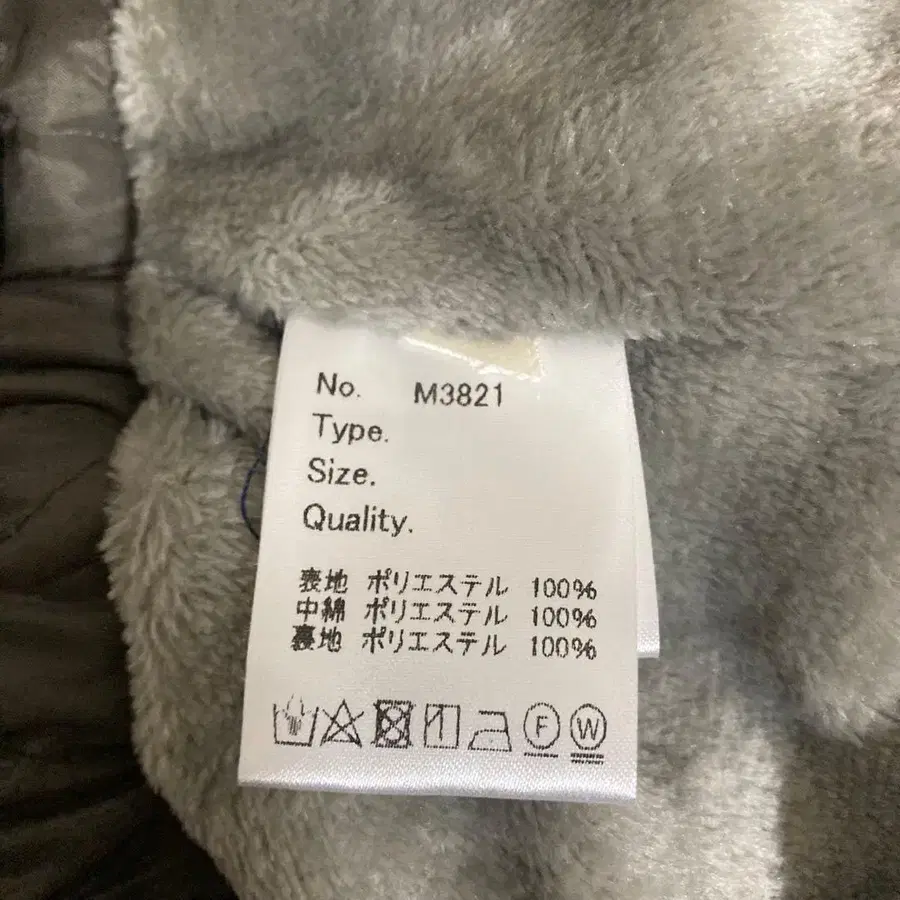 No. M3821
Type.
Size.
Quality.
表地 ポリエステル 100%
中綿 ポリエステル 100%
裏地 ポリエステル 100%
F W